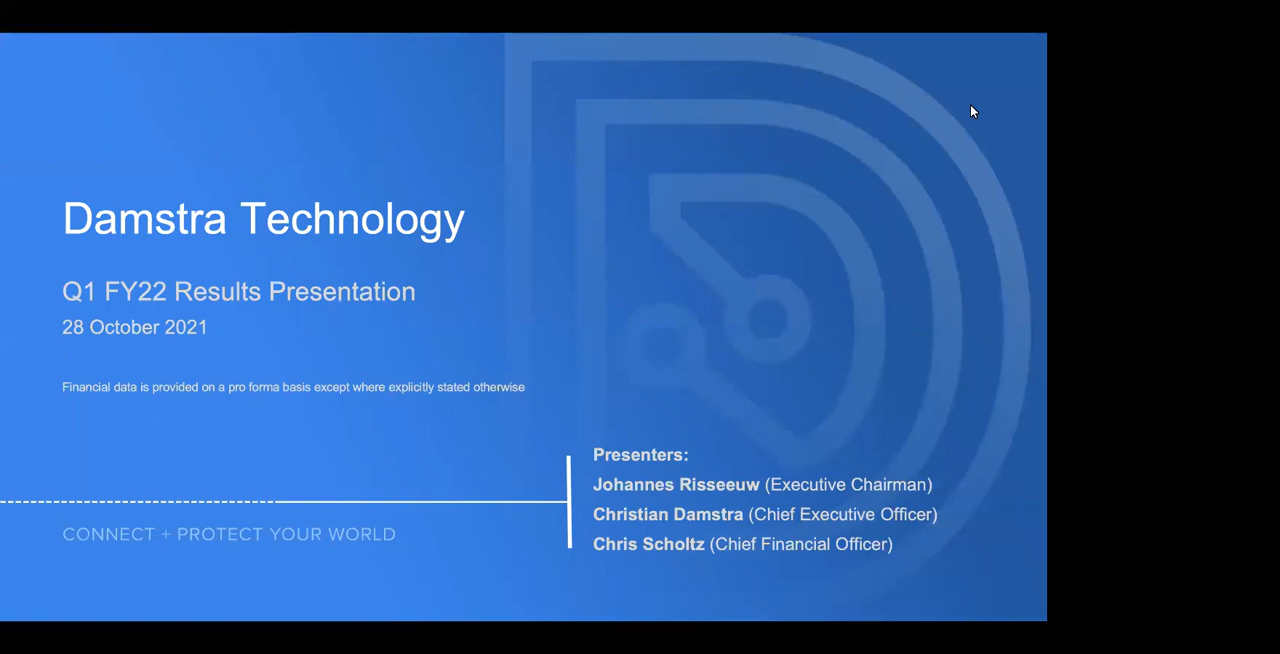 Damstra Technology
Q1 FY22 Results Presentation
28 October 2021
Financial data is provided on a pro forma basis except where explicitly stated otherwise
Presenters:
Johannes Risseeuw (Executive Chairman)
Christian Damstra (Chief Executive Officer)
Chris Scholtz (Chief Financial Officer)
CONNECT + PROTECT YOUR WORLD